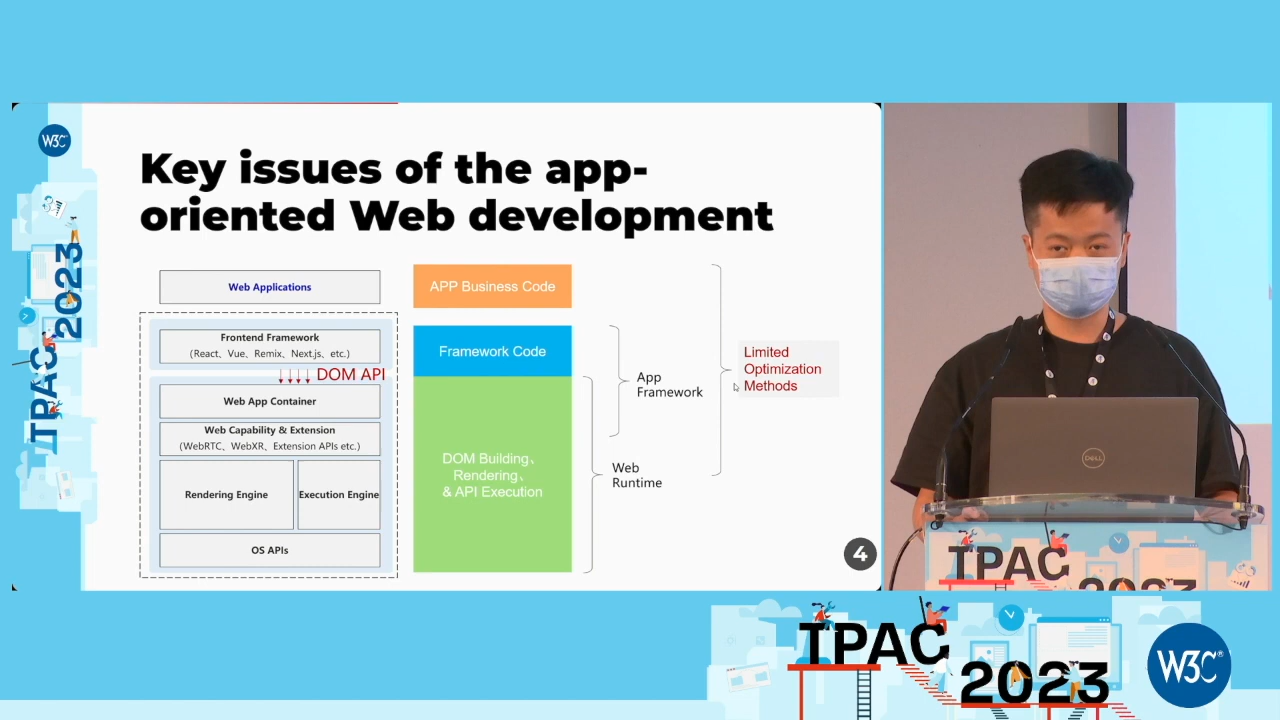 W3C®
TPAC 2023
Key issues of the app-
oriented Web development
Web Applications
Frontend Framework
(React、Vue、Remix、Next.js、etc.)
DOM API
Web App Container
Web Capability & Extension
(WebRTC、WebXR、Extension APIs etc.)
Rendering Engine
Execution Engine
OS APIs
APP Business Code
Framework Code
DOM Building、
Rendering、
& API Execution
App
Framework
Web
Runtime
Limited
Optimization
Methods
4
DELL
TPAC
2023
TPAC
2023
W3C®